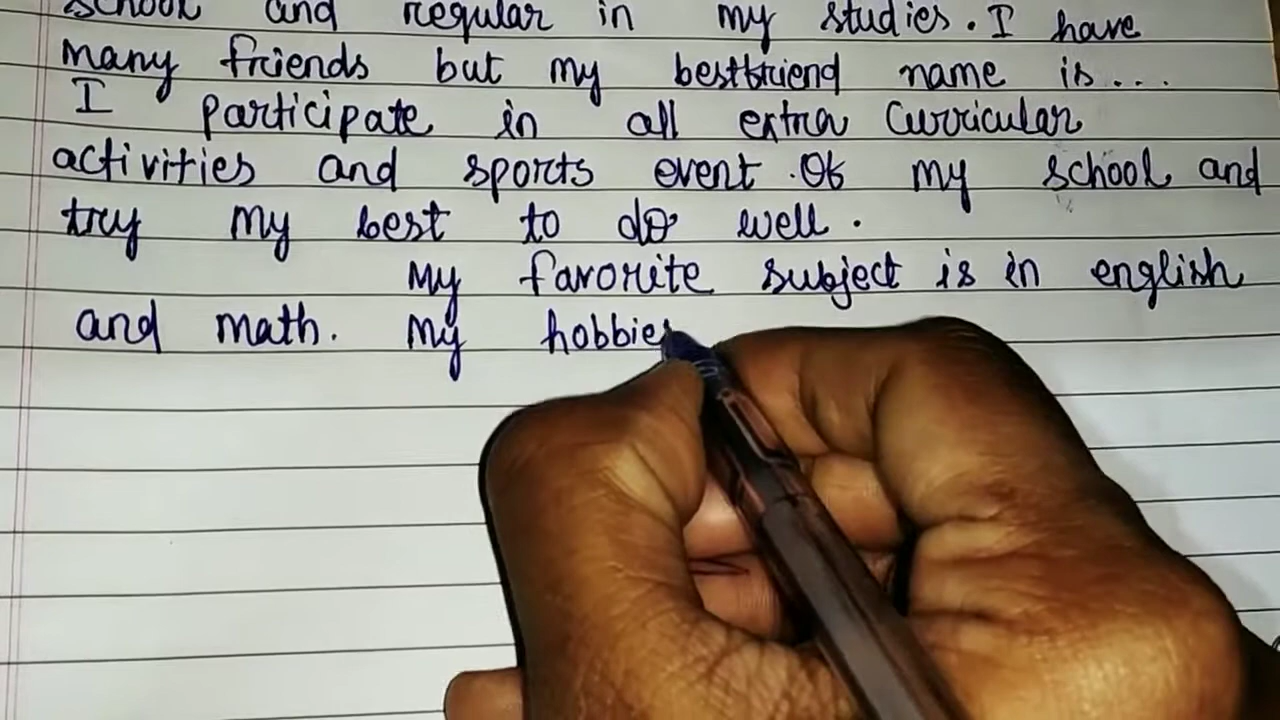 school and regular in my studies. I have
many friends but my bestfriend name is...
I participate in all extra curricular
activities and sports event. Of my school and
try my best to do well.
My favorite subject is in english
and math. My hobbies